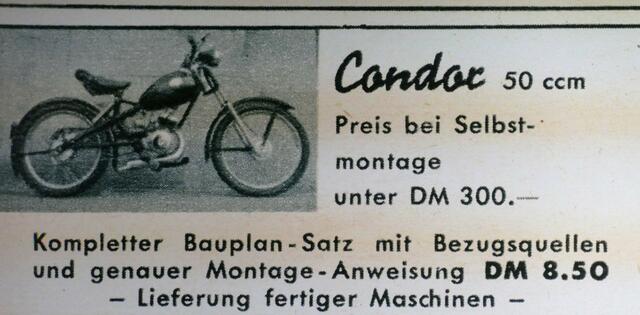 Condor 50 ccm
Preis bei Selbst-
montage
unter DM 300.—
Kompletter Bauplan-Satz mit Bezugsquellen
und genauer Montage-Anweisung DM 8.50
– Lieferung fertiger Maschinen –